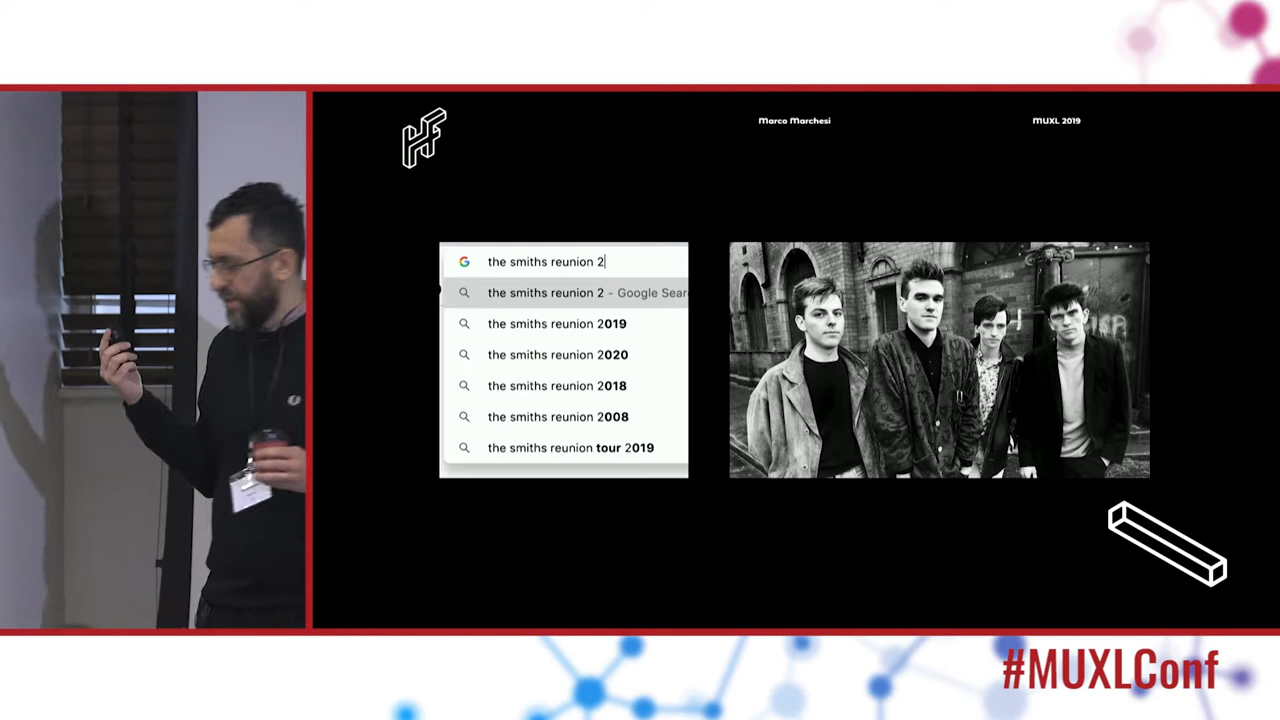 HF
Marco Marchesi
MUXL 2019
the smiths reunion 2
the smiths reunion 2 - Google Sear
the smiths reunion 2019
the smiths reunion 2020
the smiths reunion 2018
the smiths reunion 2008
the smiths reunion tour 2019
#MUXLConf